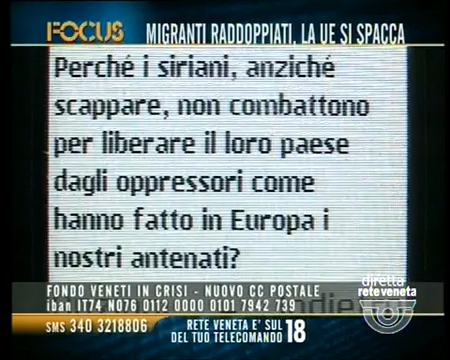 FOCUS MIGRANTI RADDOPPIATI, LA UE SI SPACCA
Perché i siriani, anziché
scappare, non combattono
per liberare il loro paese
dagli oppressori come
hanno fatto in Europa i
nostri antenati?
diretta
reteveneta
FONDO VENETI IN CRISI - NUOVO CC POSTALE
iban IT74 N076 0112 0000 0101 7942 739
SMS 340 3218806
RETE VENETA E' SUL
DEL TUO TELECOMANDO 18